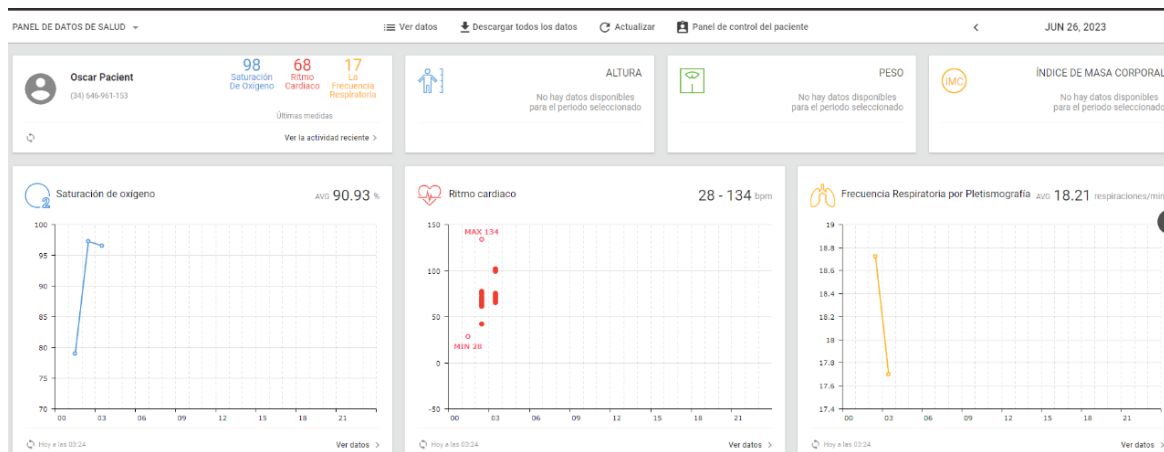 PANEL DE DATOS DE SALUD
Ver datos
Descargar todos los datos
Actualizar
Panel de control del paciente
JUN 26, 2023
Oscar Pacient
(34) 646-961-153
98
Saturación
De Oxígeno
68
Ritmo
Cardiaco
17
La
Frecuencia
Respiratoria
Últimas medidas
Ver la actividad reciente >
ALTURA
No hay datos disponibles
para el periodo seleccionado
PESO
No hay datos disponibles
para el periodo seleccionado
IMC
ÍNDICE DE MASA CORPORAL
No hay datos disponibles
para el periodo seleccionado
2
Saturación de oxígeno
AVG 90.93 %
100
95
90
85
80
75
70
00 03 06 09 12 15 18 21
Hoy a las 03:24
Ver datos >
Ritmo cardiaco
28 - 134 bpm
150
100
50
0
-50
MAX 134
MIN 28
00 03 06 09 12 15 18 21
Hoy a las 03:24
Ver datos >
Frecuencia Respiratoria por Pletismografía
AVG 18.21 respiraciones/min
19
18.8
18.6
18.4
18.2
18
17.8
17.6
17.4
00 03 06 09 12 15 18 21
Hoy a las 03:24
Ver datos >